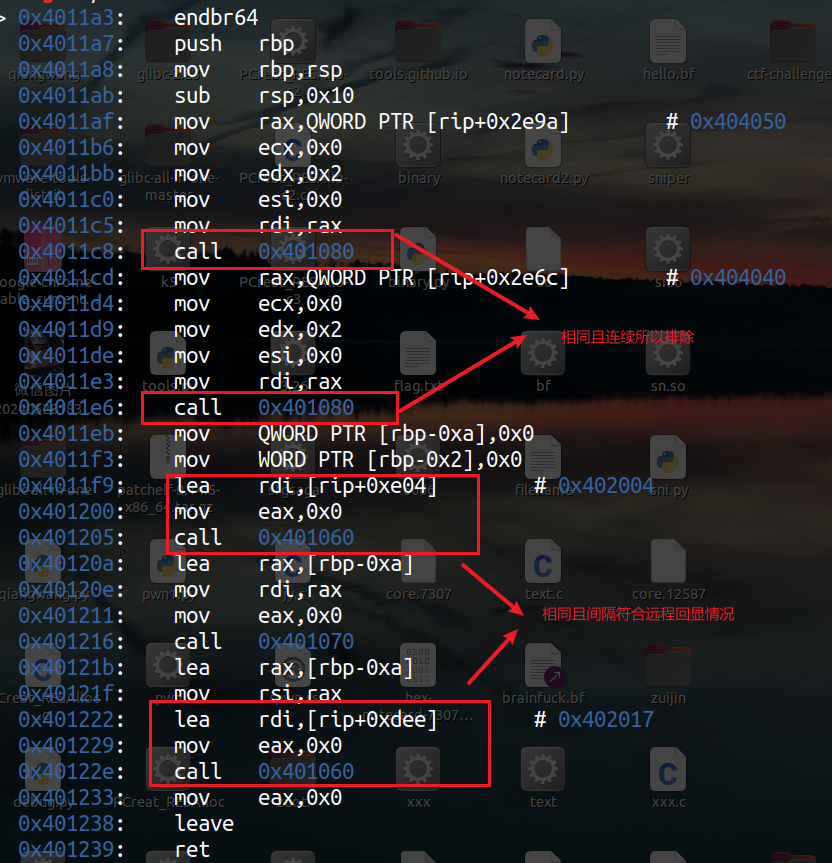 > 0x4011a3: endbr64
0x4011a7: push rbp
0x4011a8: mov rbp,rsp
0x4011ab: sub rsp,0x10
0x4011af: mov rax,QWORD PTR [rip+0x2e9a] # 0x404050
0x4011b6: mov ecx,0x0
0x4011bb: mov edx,0x2
0x4011c0: mov esi,0x0
0x4011c5: mov rdi,rax
0x4011c8: call 0x401080
0x4011cd: mov rax,QWORD PTR [rip+0x2e6c] # 0x404040
0x4011d4: mov ecx,0x0
0x4011d9: mov edx,0x2
0x4011de: mov esi,0x0
0x4011e3: mov rdi,rax
0x4011e6: call 0x401080
0x4011eb: mov QWORD PTR [rbp-0xa],0x0
0x4011f3: mov WORD PTR [rbp-0x2],0x0
0x4011f9: lea rdi,[rip+0xe04] # 0x402004
0x401200: mov eax,0x0
0x401205: call 0x401060
0x40120a: lea rax,[rbp-0xa]
0x40120e: mov rdi,rax
0x401211: mov eax,0x0
0x401216: call 0x401070
0x40121b: lea rax,[rbp-0xa]
0x40121f: mov rsi,rax
0x401222: lea rdi,[rip+0xdee] # 0x402017
0x401229: mov eax,0x0
0x40122e: call 0x401060
0x401233: mov eax,0x0
0x401238: leave
0x401239: ret
相同且连续所以排除
相同且间隔符合远程回显情况
tools.github.io
notecard.py
hello.bf
ctf-challenge
master
binary
notecard2.py
sniper
k5
flag.txt
bf
sn.so
sni.py
core.7307
text.c
core.12587
brainfuck.bf
zuijin
debug.py
xxx
text
xxx.c